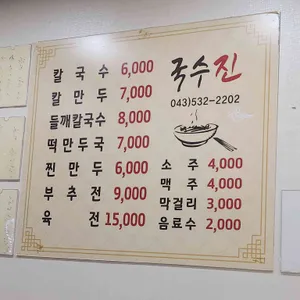 칼국수 6,000
칼만두 7,000
들깨칼국수 8,000
떡만두국 7,000
찐만두 6,000
부추전 9,000
육전 15,000
국수진
043)532-2202
소주 4,000
맥주 4,000
막걸리 3,000
음료수 2,000